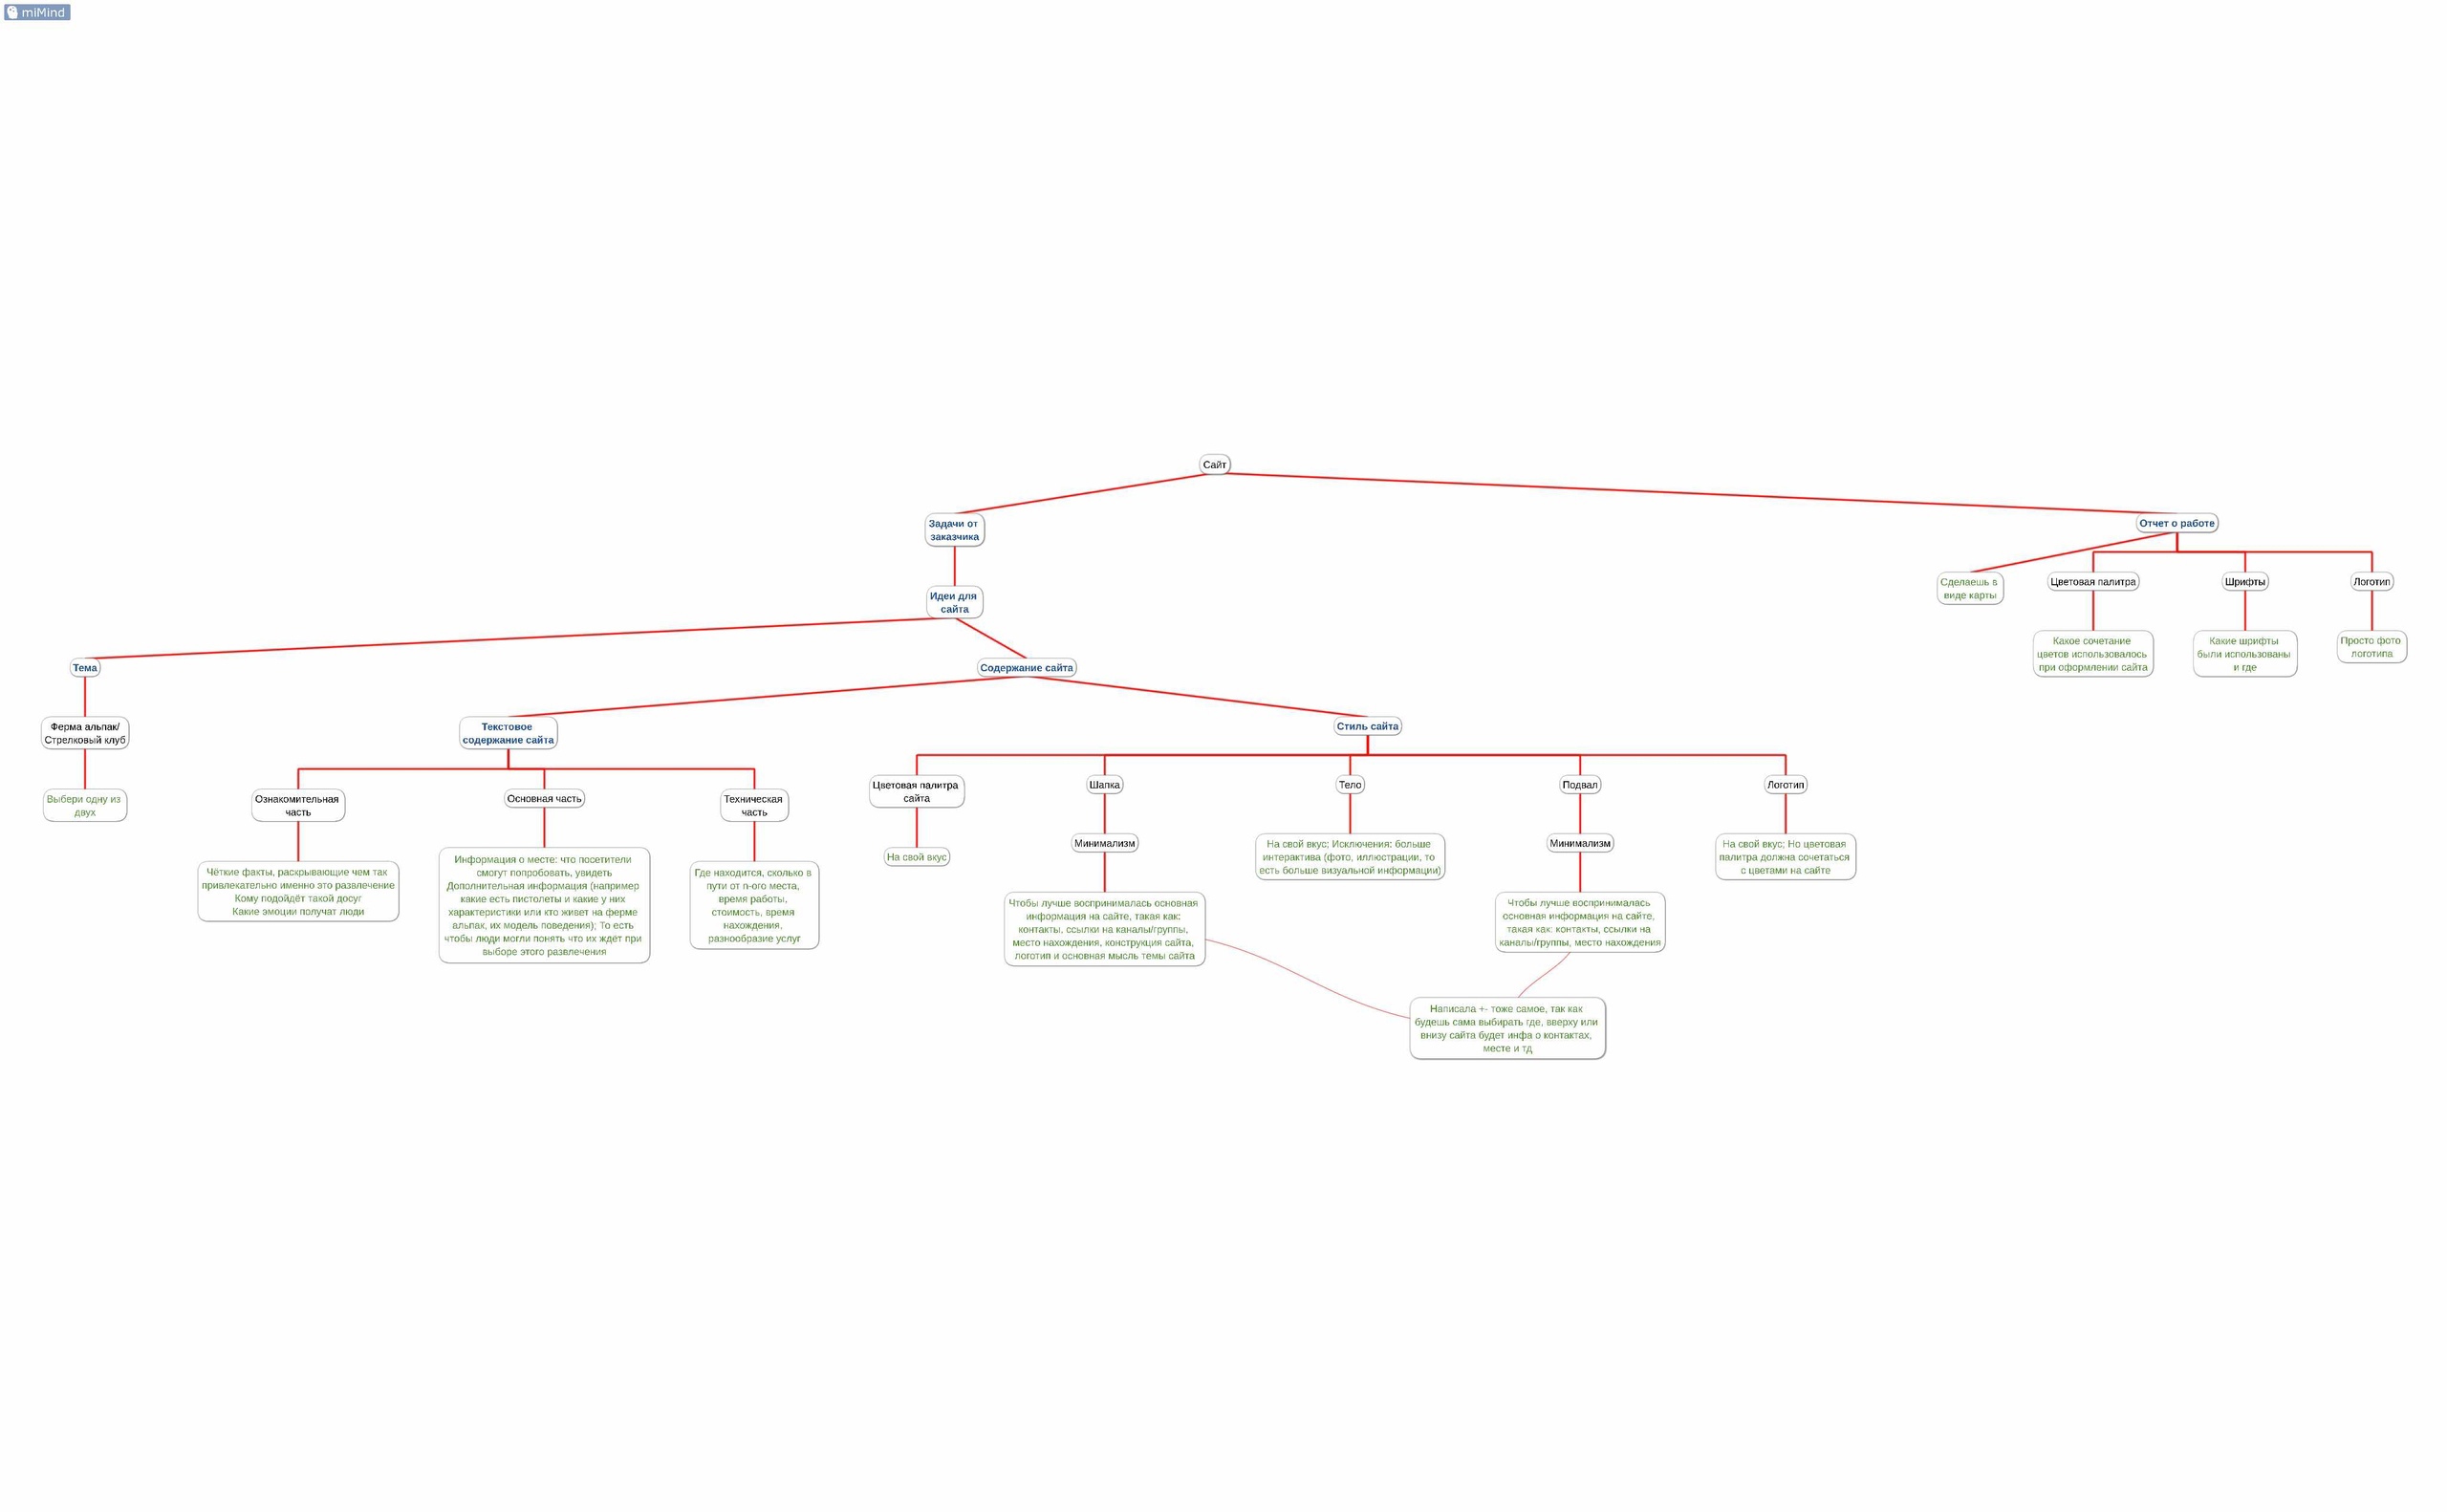 miMind
Сайт
Задачи от
заказчика
Отчет о работе
Идеи для
сайта
Сделаешь в
виде карты
Цветовая палитра
Шрифты
Логотип
Какое сочетание
цветов использовалось
при оформлении сайта
Какие шрифты
были использованы
и где
Просто фото
логотипа
Тема
Содержание сайта
Ферма альпак/
Стрелковый клуб
Текстовое
содержание сайта
Стиль сайта
Выбери одну из
двух
Ознакомительная
часть
Основная часть
Техническая
часть
Цветовая палитра
сайта
Шапка
Тело
Подвал
Логотип
Чёткие факты, раскрывающие чем так
привлекательно именно это развлечение
Кому подойдёт такой досуг
Какие эмоции получат люди
Информация о месте: что посетители
смогут попробовать, увидеть
Дополнительная информация (например
какие есть пистолеты и какие у них
характеристики или кто живет на ферме
альпак, их модель поведения); То есть
чтобы люди могли понять что их ждёт при
выборе этого развлечения
Где находится, сколько в
пути от n-ого места,
время работы,
стоимость, время
нахождения,
разнообразие услуг
На свой вкус
Минимализм
На свой вкус; Исключения: больше
интерактива (фото, иллюстрации, то
есть больше визуальной информации)
Минимализм
На свой вкус; Но цветовая
палитра должна сочетаться
с цветами на сайте
Чтобы лучше воспринималась основная
информация на сайте, такая как:
контакты, ссылки на каналы/группы,
место нахождения, конструкция сайта,
логотип и основная мысль темы сайта
Чтобы лучше воспринималась
основная информация на сайте,
такая как: контакты, ссылки на
каналы/группы, место нахождения
Написала +- тоже самое, так как
будешь сама выбирать где, вверху или
внизу сайта будет инфа о контактах,
месте и тд